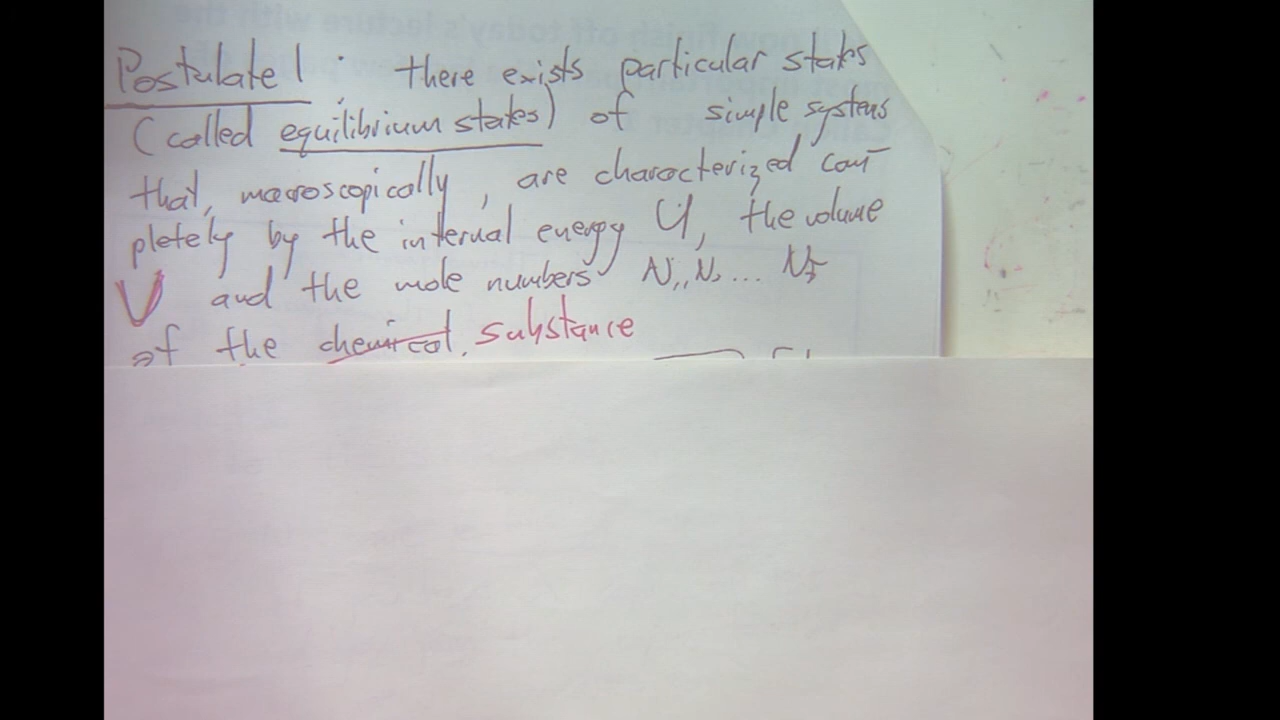 Postulate 1 : there exists particular states
(called equilibrium states) of simple systems
that, macroscopically, are characterized com-
pletely by the internal energy U, the volume
V and the mole numbers N₁, N₂ ... Nr
of the chemical substance